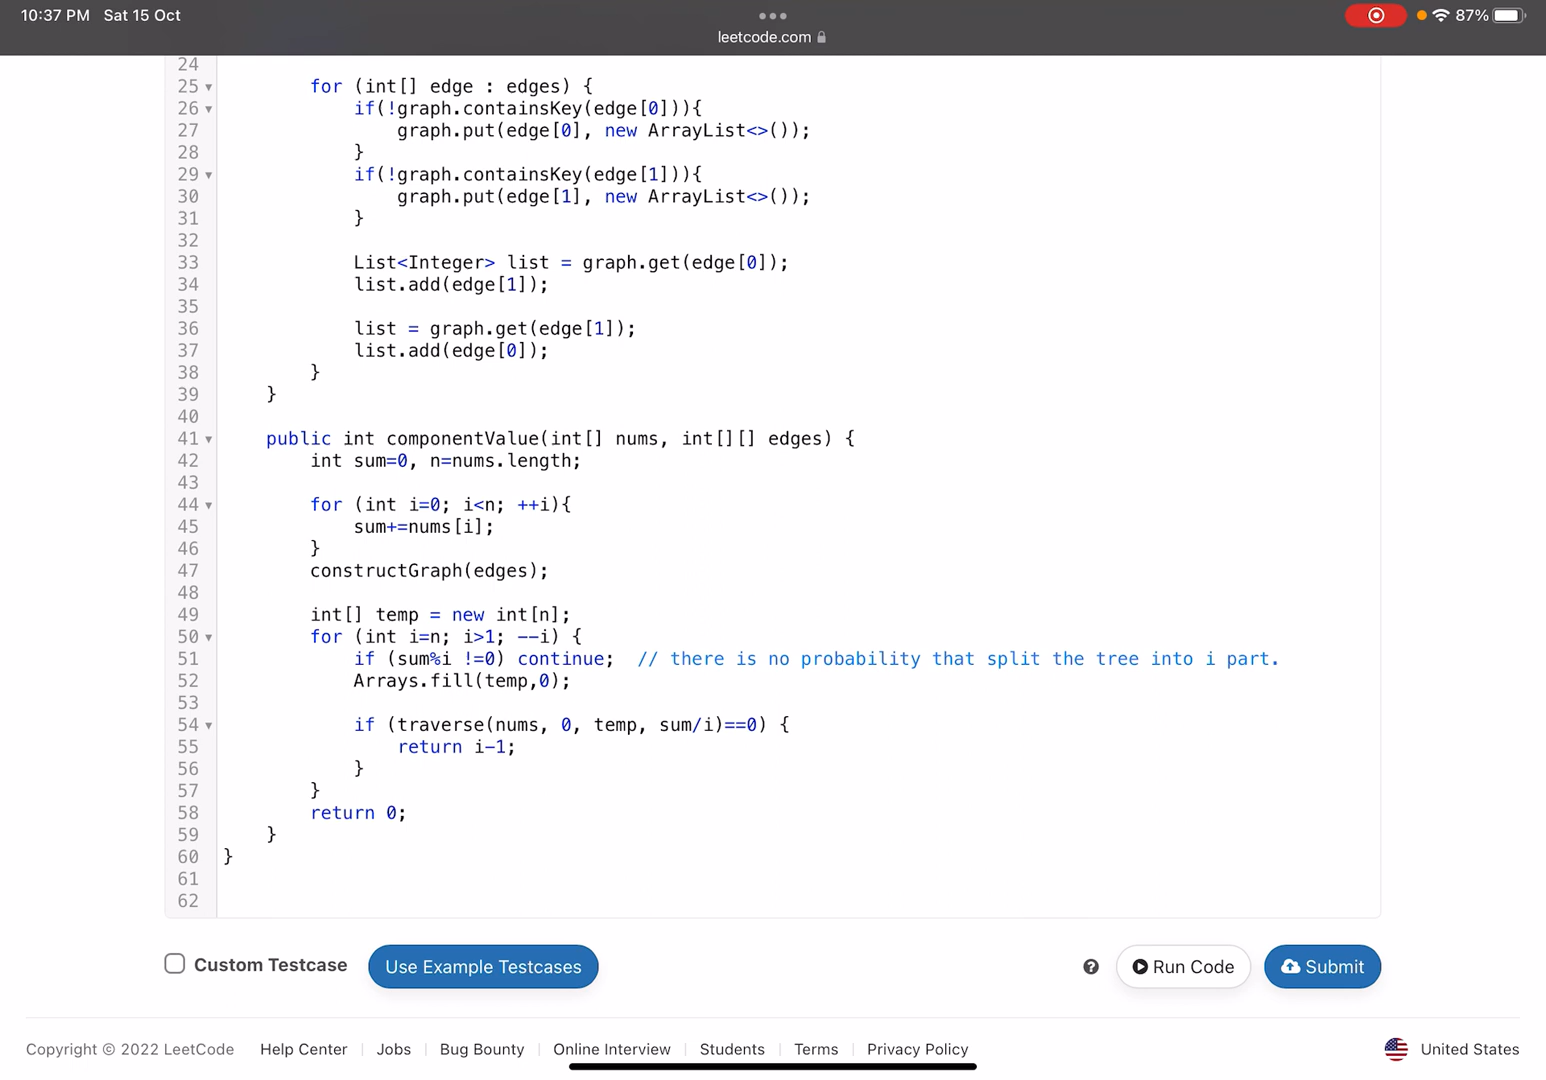 10:37 PM Sat 15 Oct
87%
leetcode.com
24
25 for (int[] edge : edges) {
26 if(!graph.containsKey(edge[0])){
27 graph.put(edge[0], new ArrayList<>());
28 }
29 if(!graph.containsKey(edge[1])){
30 graph.put(edge[1], new ArrayList<>());
31 }
32
33 List<Integer> list = graph.get(edge[0]);
34 list.add(edge[1]);
35
36 list = graph.get(edge[1]);
37 list.add(edge[0]);
38 }
39 }
40
41 public int componentValue(int[] nums, int[][] edges) {
42 int sum=0, n=nums.length;
43
44 for (int i=0; i<n; ++i){
45 sum+=nums[i];
46 }
47 constructGraph(edges);
48
49 int[] temp = new int[n];
50 for (int i=n; i>1; --i) {
51 if (sum%i !=0) continue; // there is no probability that split the tree into i part.
52 Arrays.fill(temp,0);
53
54 if (traverse(nums, 0, temp, sum/i)==0) {
55 return i-1;
56 }
57 }
58 return 0;
59 }
60 }
61
62
Custom Testcase Use Example Testcases ? Run Code Submit
Copyright © 2022 LeetCode Help Center | Jobs | Bug Bounty | Online Interview | Students | Terms | Privacy Policy United States